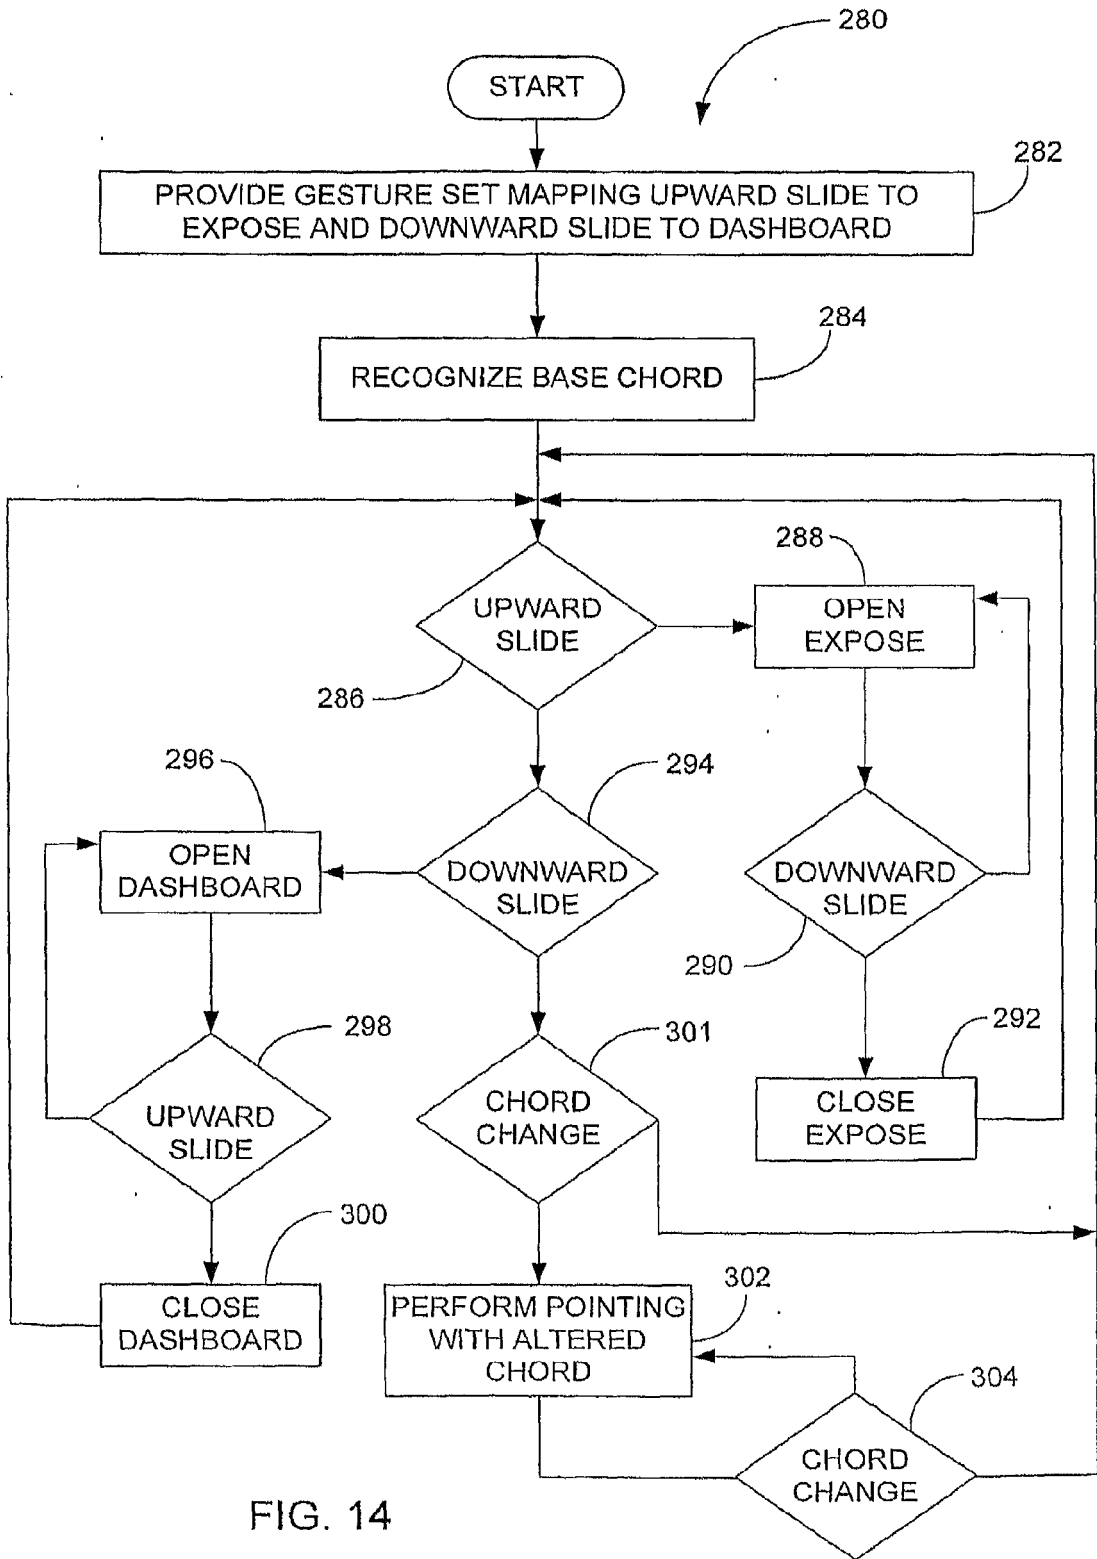 280
START
282
PROVIDE GESTURE SET MAPPING UPWARD SLIDE TO
EXPOSE AND DOWNWARD SLIDE TO DASHBOARD
284
RECOGNIZE BASE CHORD
288
UPWARD
SLIDE
OPEN
EXPOSE
286
296
294
OPEN
DASHBOARD
DOWNWARD
SLIDE
DOWNWARD
SLIDE
290
298
301
292
UPWARD
SLIDE
CHORD
CHANGE
CLOSE
EXPOSE
300
CLOSE
DASHBOARD
302
PERFORM POINTING
WITH ALTERED
CHORD
304
CHORD
CHANGE
FIG. 14